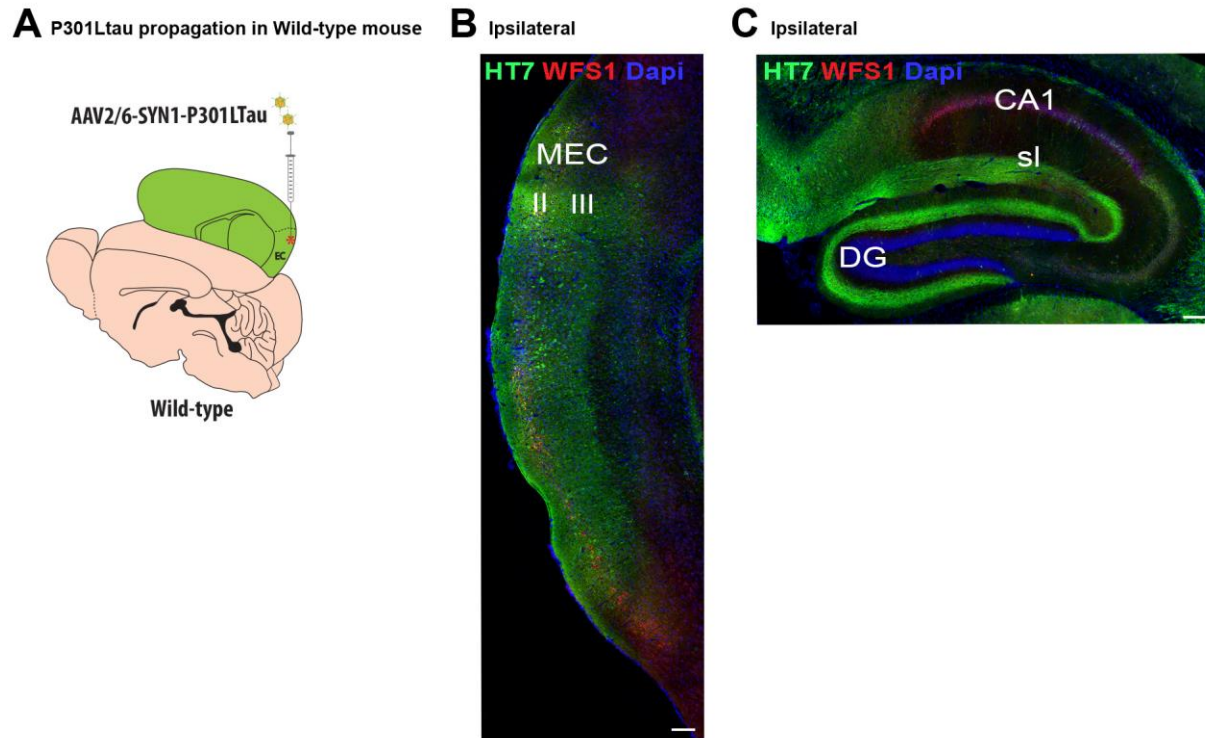 A P301Ltau propagation in Wild-type mouse
AAV2/6-SYN1-P301LTau
EC
Wild-type
B Ipsilateral
HT7 WFS1 Dapi
MEC
II III
C Ipsilateral
HT7 WFS1 Dapi
CA1
sl
DG